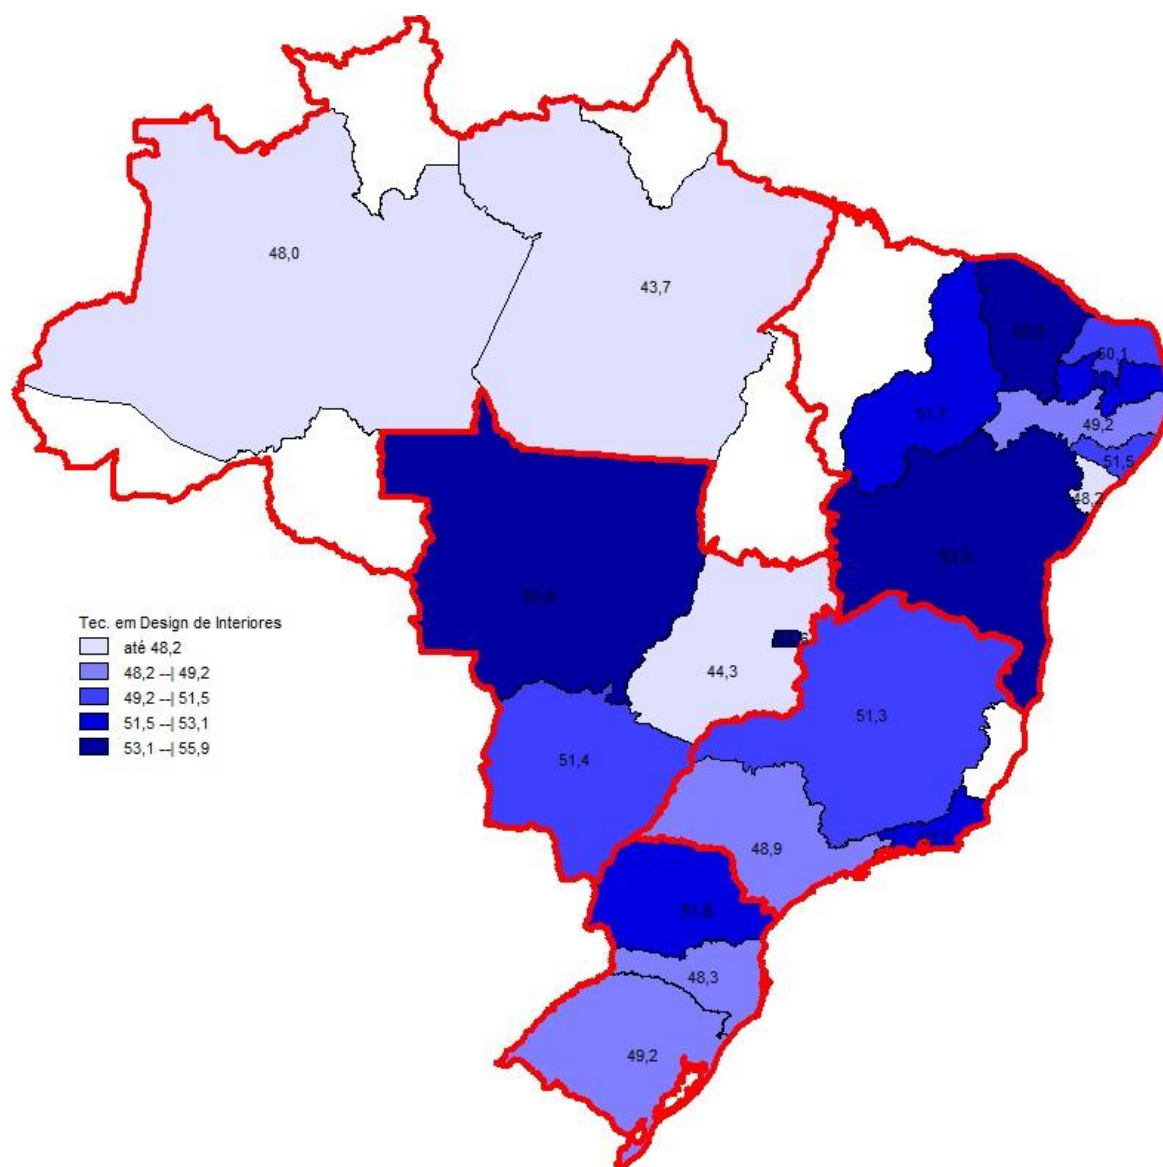 48,0
43,7
50,1
51,7
49,2
51,5
48,2
44,3
51,3
51,4
48,9
48,3
49,2
Tec. em Design de Interiores
até 48,2
48,2 --| 49,2
49,2 --| 51,5
51,5 --| 53,1
53,1 --| 55,9